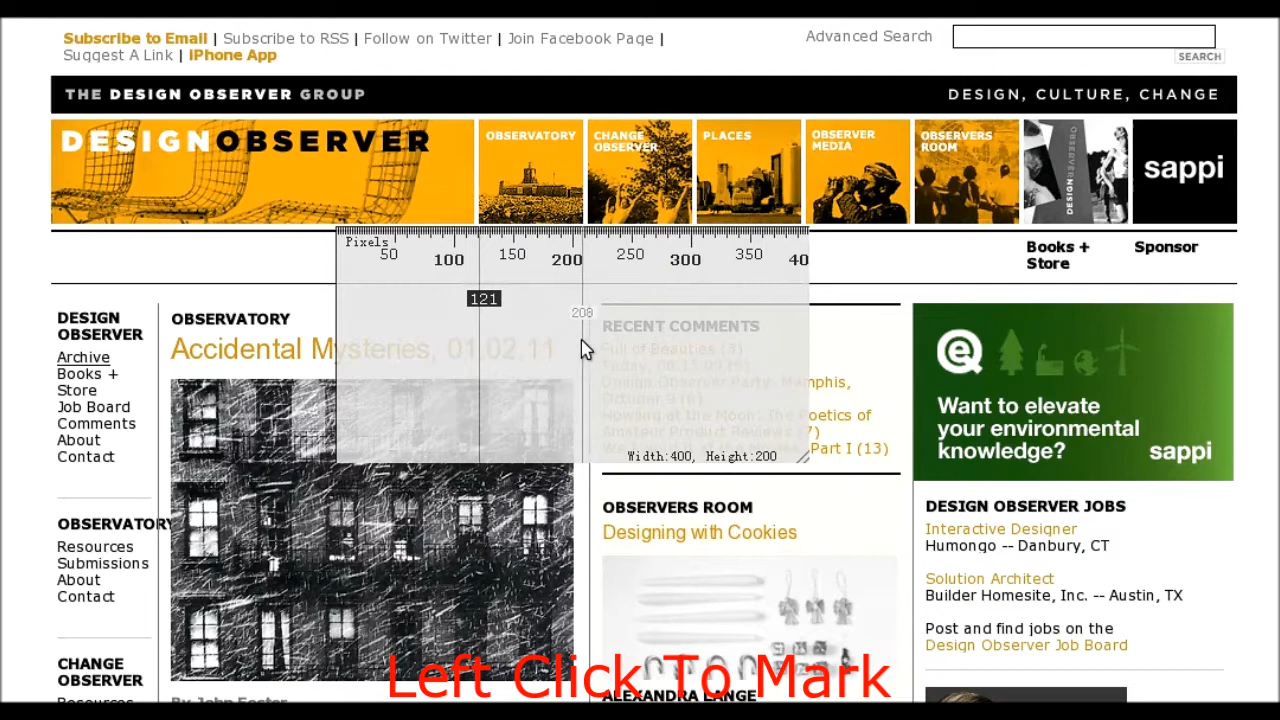 Subscribe to Email | Subscribe to RSS | Follow on Twitter | Join Facebook Page |
Suggest A Link | iPhone App
Advanced Search
SEARCH
THE DESIGN OBSERVER GROUP
DESIGN, CULTURE, CHANGE
DESIGNOBSERVER
OBSERVATORY
CHANGE
OBSERVER
PLACES
OBSERVER
MEDIA
OBSERVERS
ROOM
DESIGNOBSERVER
sappi
Books +
Store
Sponsor
Pixels
50 100 150 200 250 300 350 40
121
208
Width:400, Height:200
DESIGN
OBSERVER
Archive
Books +
Store
Job Board
Comments
About
Contact
OBSERVATORY
Resources
Submissions
About
Contact
CHANGE
OBSERVER
Resources
OBSERVATORY
Accidental Mysteries, 01.02.11
By John Foster
RECENT COMMENTS
Full of Beauties (3)
Today, 06.15.09 (9)
Design Observer Party: Memphis,
October 9 (6)
Howling at the Moon: The Poetics of
Amateur Product Reviews (7)
Part I (13)
OBSERVERS ROOM
Designing with Cookies
ALEXANDRA LANGE
Want to elevate
your environmental
knowledge?
sappi
DESIGN OBSERVER JOBS
Interactive Designer
Humongo -- Danbury, CT
Solution Architect
Builder Homesite, Inc. -- Austin, TX
Post and find jobs on the
Design Observer Job Board
Left Click To Mark